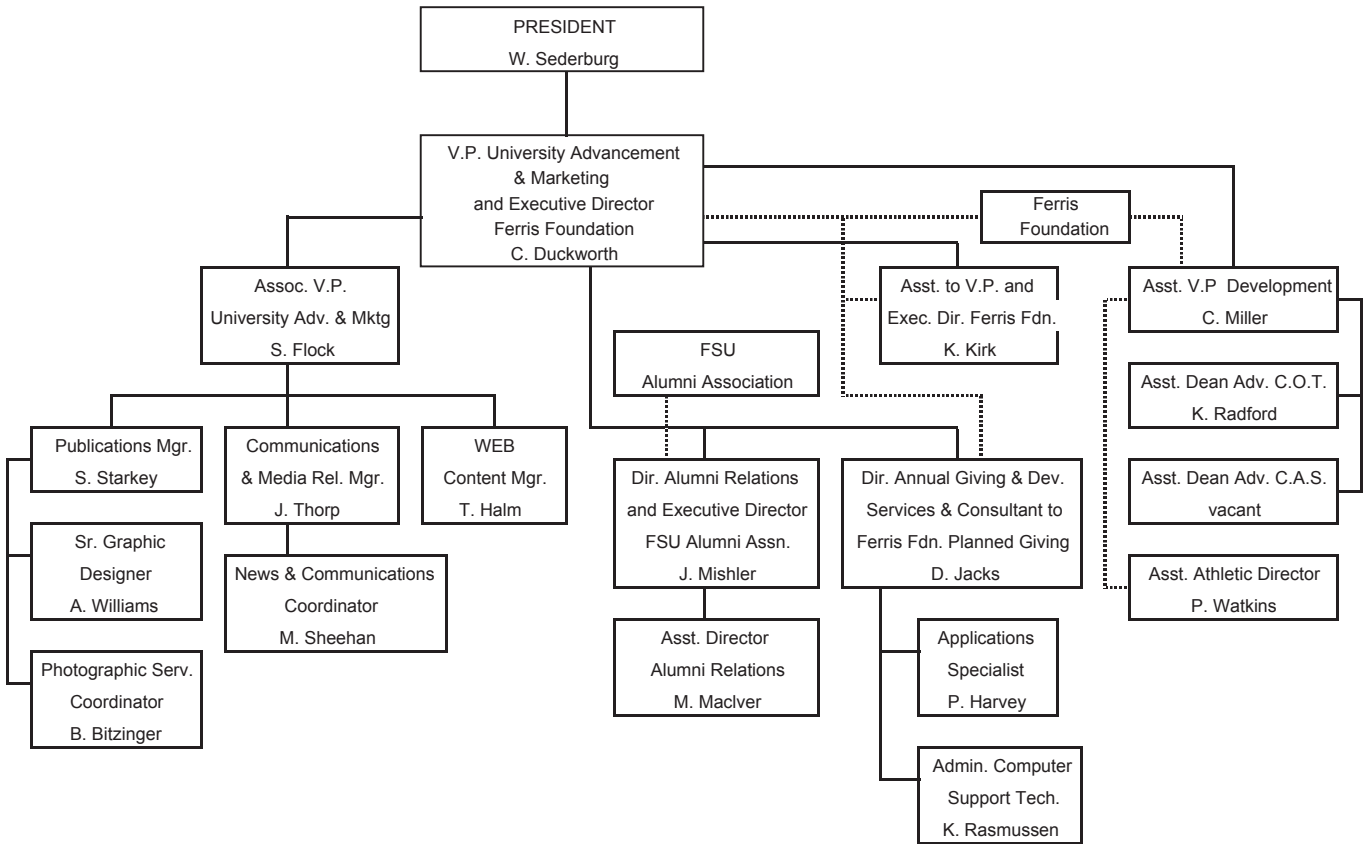 PRESIDENT
W. Sederburg
V.P. University Advancement
& Marketing
and Executive Director
Ferris Foundation
C. Duckworth
Ferris
Foundation
Assoc. V.P.
University Adv. & Mktg
S. Flock
Asst. to V.P. and
Exec. Dir. Ferris Fdn.
K. Kirk
Asst. V.P Development
C. Miller
FSU
Alumni Association
Asst. Dean Adv. C.O.T.
K. Radford
Publications Mgr.
S. Starkey
Communications
& Media Rel. Mgr.
J. Thorp
WEB
Content Mgr.
T. Halm
Dir. Alumni Relations
and Executive Director
FSU Alumni Assn.
J. Mishler
Dir. Annual Giving & Dev.
Services & Consultant to
Ferris Fdn. Planned Giving
D. Jacks
Asst. Dean Adv. C.A.S.
vacant
Sr. Graphic
Designer
A. Williams
News & Communications
Coordinator
M. Sheehan
Asst. Athletic Director
P. Watkins
Asst. Director
Alumni Relations
M. MacIver
Applications
Specialist
P. Harvey
Photographic Serv.
Coordinator
B. Bitzinger
Admin. Computer
Support Tech.
K. Rasmussen